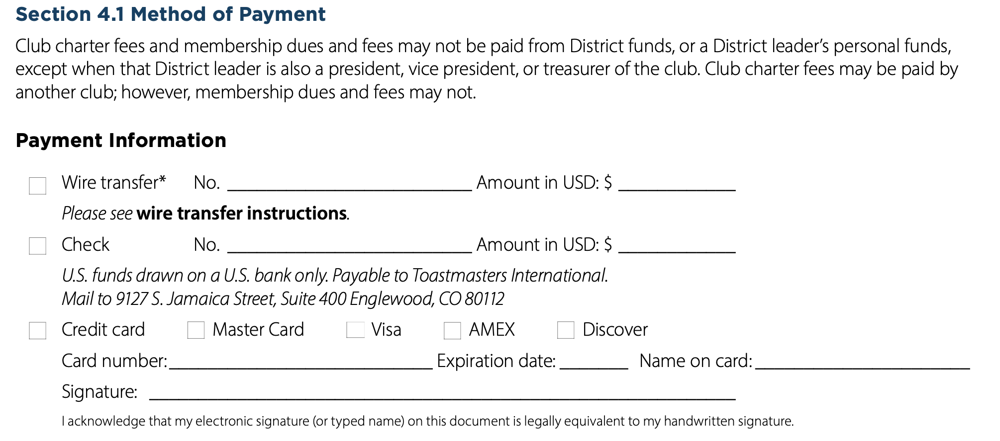 Section 4.1 Method of Payment
Club charter fees and membership dues and fees may not be paid from District funds, or a District leader’s personal funds,
except when that District leader is also a president, vice president, or treasurer of the club. Club charter fees may be paid by
another club; however, membership dues and fees may not.
Payment Information
Wire transfer* No. _________________________ Amount in USD: $ ____________
Please see wire transfer instructions.
Check No. _________________________ Amount in USD: $ ____________
U.S. funds drawn on a U.S. bank only. Payable to Toastmasters International.
Mail to 9127 S. Jamaica Street, Suite 400 Englewood, CO 80112
Credit card Master Card Visa AMEX Discover
Card number:___________________________ Expiration date: _______ Name on card:______________________
Signature: ____________________________________________________________
I acknowledge that my electronic signature (or typed name) on this document is legally equivalent to my handwritten signature.